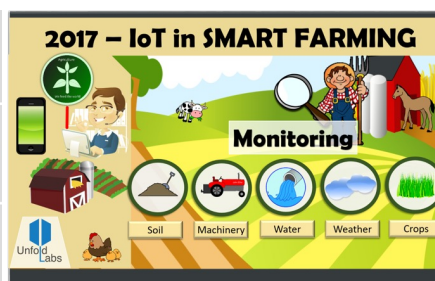 2017 – IoT in SMART FARMING
Monitoring
Soil
Machinery
Water
Weather
Crops
Unfold
Labs